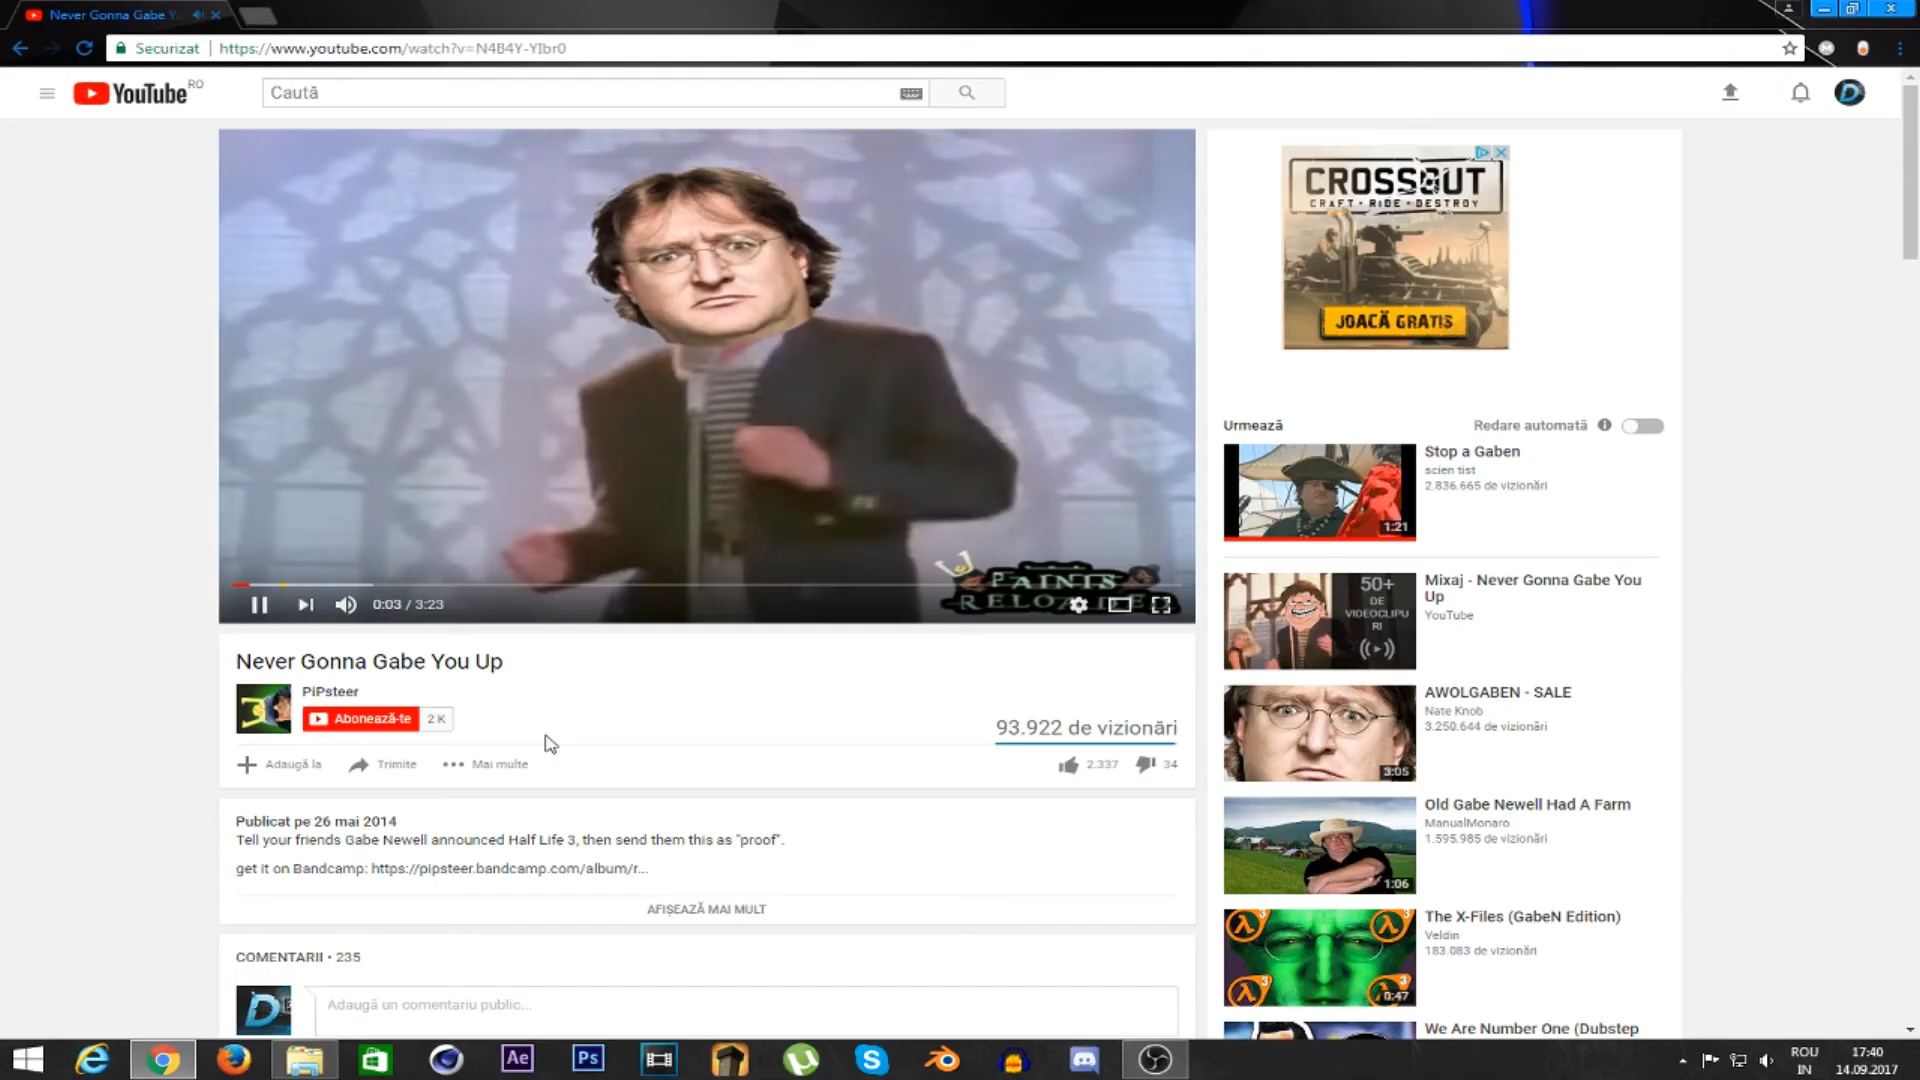 Never Gonna Gabe Y
Securizat
https://www.youtube.com/watch?v=N4B4Y-YIbr0
YouTube RO
Caută
CROSSOUT
CRAFT • RIDE • DESTROY
JOACĂ GRATIS
PAINTS
0:03 / 3:23
Never Gonna Gabe You Up
PiPsteer
Abonează-te 2 K
93.922 de vizionări
Adaugă la
Trimite
Mai multe
2.337
34
Publicat pe 26 mai 2014
Tell your friends Gabe Newell announced Half Life 3, then send them this as "proof".
get it on Bandcamp: https://pipsteer.bandcamp.com/album/r...
AFIȘEAZĂ MAI MULT
COMENTARII • 235
Adaugă un comentariu public...
Urmează
Redare automată
Stop a Gaben
scien tist
2.836.665 de vizionări
1:21
Mixaj - Never Gonna Gabe You
Up
YouTube
50+
DE
VIDEOCLIPU
RI
AWOLGABEN - SALE
Nate Knob
3.250.644 de vizionări
3:05
Old Gabe Newell Had A Farm
ManualMonaro
1.595.985 de vizionări
1:06
The X-Files (GabeN Edition)
Veldin
183.083 de vizionări
0:47
We Are Number One (Dubstep
Ae
Ps
ROU
IN
17:40
14.09.2017